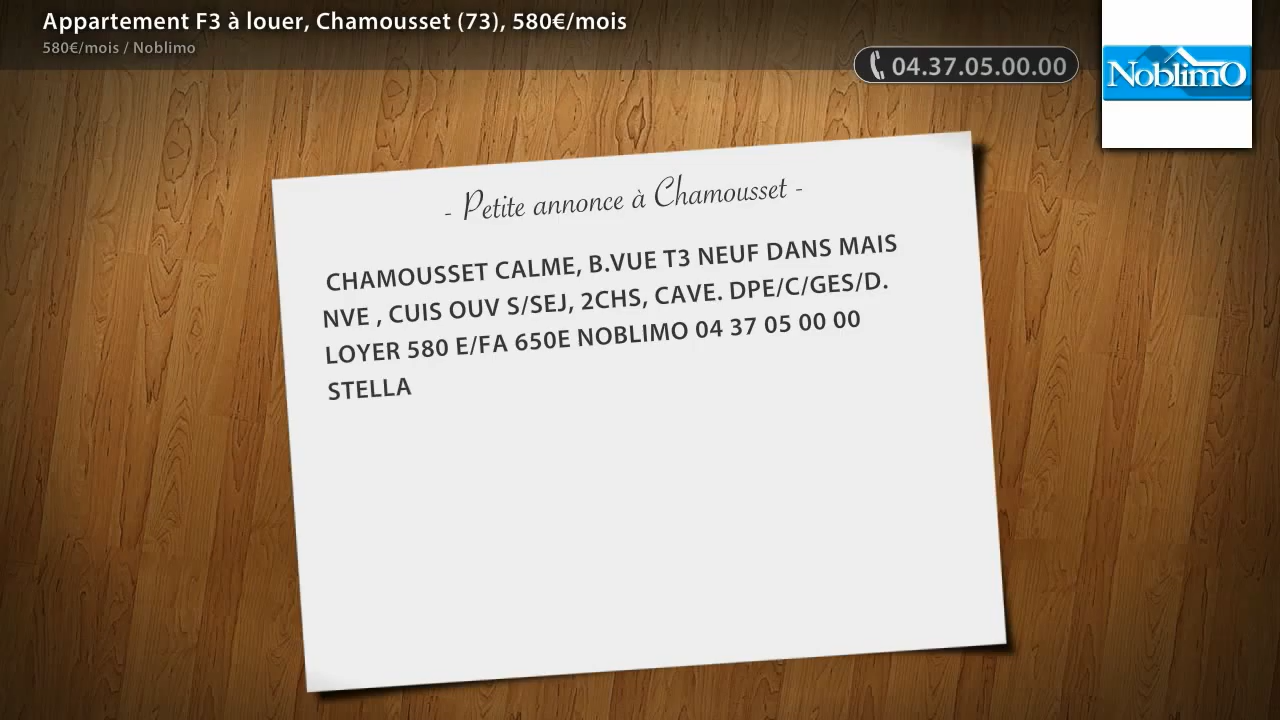 Appartement F3 à louer, Chamousset (73), 580€/mois
580€/mois / Noblimo
04.37.05.00.00
NoblimO
- Petite annonce à Chamousset -
CHAMOUSSET CALME, B.VUE T3 NEUF DANS MAIS
NVE , CUIS OUV S/SEJ, 2CHS, CAVE. DPE/C/GES/D.
LOYER 580 E/FA 650E NOBLIMO 04 37 05 00 00
STELLA